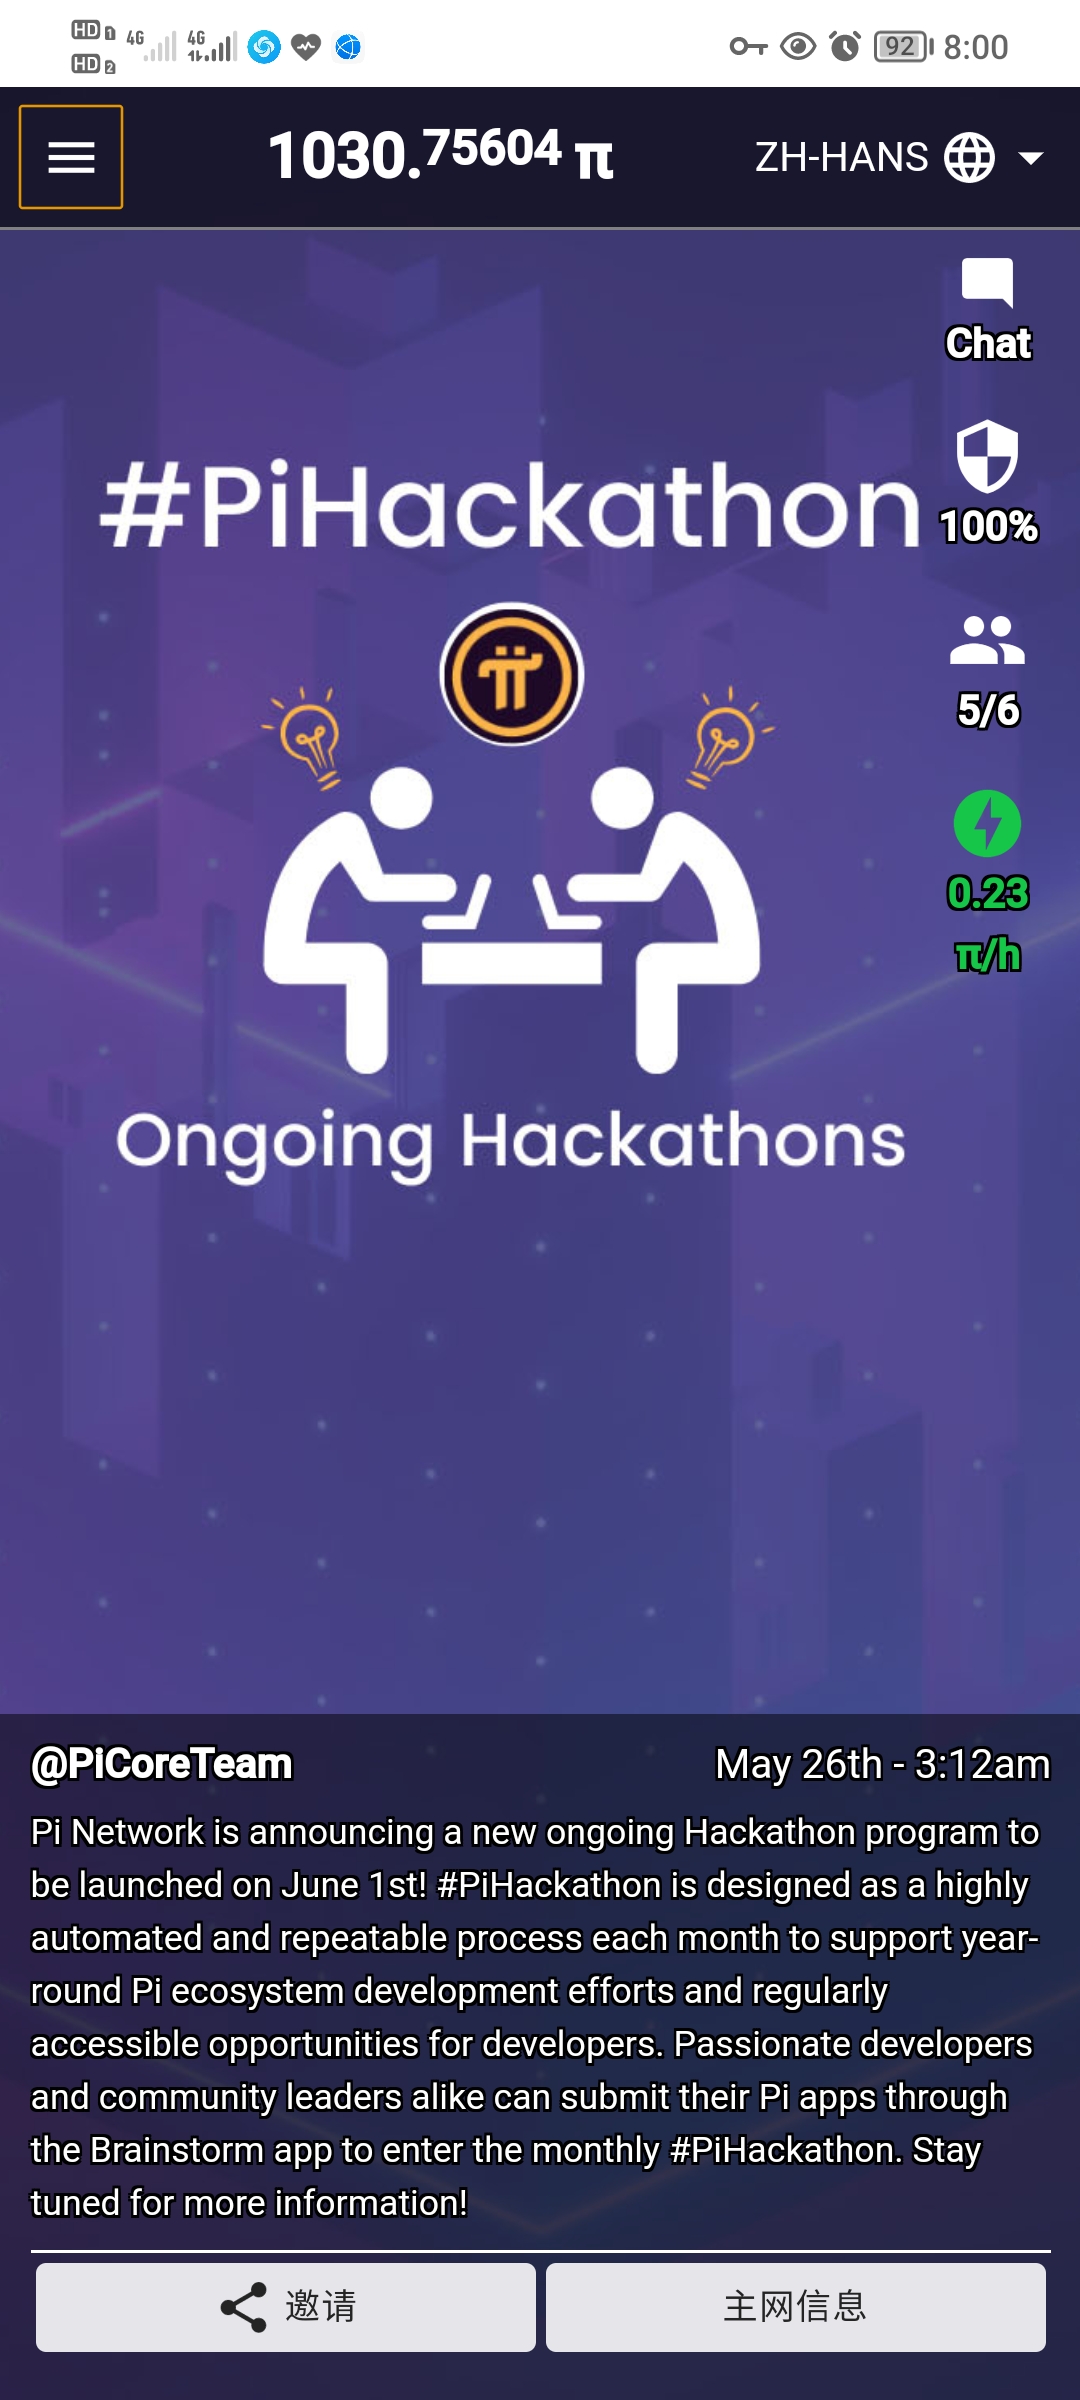 HD 1 4G 4G 92 8:00
HD 2
1030.75604 π ZH-HANS
Chat
#PiHackathon
100%
5/6
0.23
π/h
Ongoing Hackathons
@PiCoreTeam May 26th - 3:12am
Pi Network is announcing a new ongoing Hackathon program to
be launched on June 1st! #PiHackathon is designed as a highly
automated and repeatable process each month to support year-
round Pi ecosystem development efforts and regularly
accessible opportunities for developers. Passionate developers
and community leaders alike can submit their Pi apps through
the Brainstorm app to enter the monthly #PiHackathon. Stay
tuned for more information!
邀请 主网信息